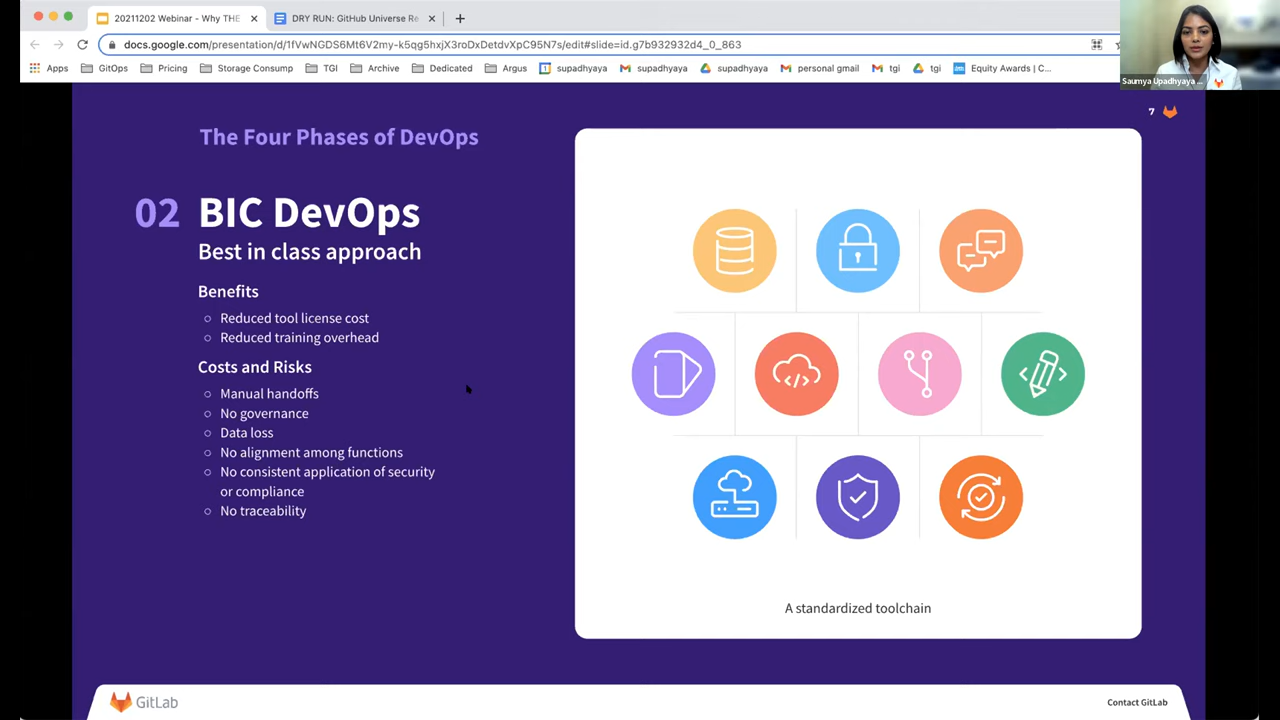 20211202 Webinar - Why THE
DRY RUN: GitHub Universe Re
docs.google.com/presentation/d/1fVwNGDS6Mt6V2my-k5qg5hxjX3roDxDetdvXpC95N7s/edit#slide=id.g7b932932d4_0_863
Apps GitOps Pricing Storage Consump TGI Archive Dedicated Argus supadhyaya supadhyaya supadhyaya personal gmail tgi tgi Equity Awards | C...
Saumya Upadhyaya ...
7
The Four Phases of DevOps
02 BIC DevOps
Best in class approach
Benefits
Reduced tool license cost
Reduced training overhead
Costs and Risks
Manual handoffs
No governance
Data loss
No alignment among functions
No consistent application of security
or compliance
No traceability
A standardized toolchain
GitLab
Contact GitLab